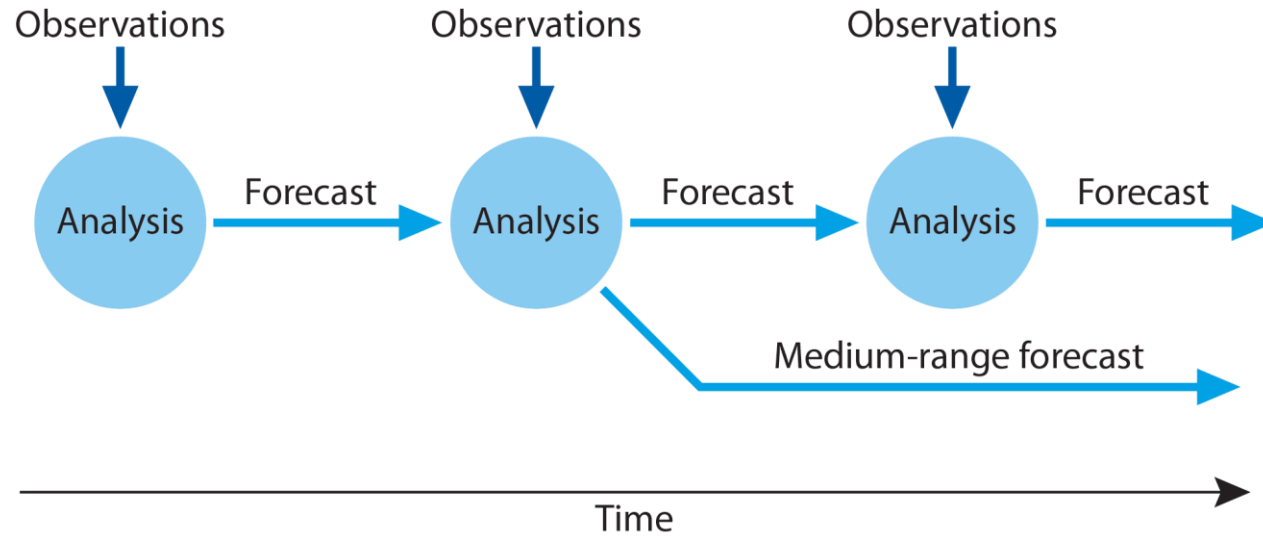 Observations
Observations
Observations
Analysis
Forecast
Analysis
Forecast
Analysis
Forecast
Medium-range forecast
Time